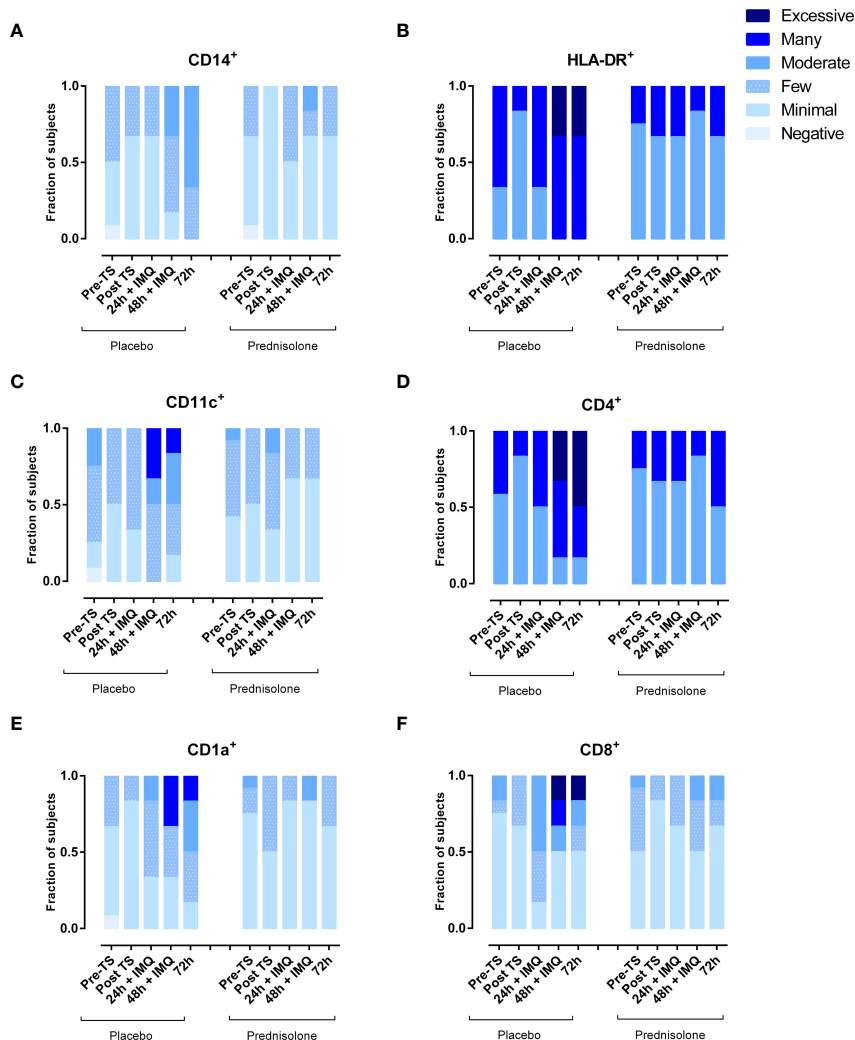 Excessive
Many
Moderate
Few
Minimal
Negative
A
CD14+
Fraction of subjects
1.0
0.5
0.0
Pre-TS
Post TS
24h + IMQ
48h + IMQ
72h
Pre-TS
Post TS
24h + IMQ
48h + IMQ
72h
Placebo
Prednisolone
B
HLA-DR+
Fraction of subjects
1.0
0.5
0.0
Pre-TS
Post TS
24h + IMQ
48h + IMQ
72h
Pre-TS
Post TS
24h + IMQ
48h + IMQ
72h
Placebo
Prednisolone
C
CD11c+
Fraction of subjects
1.0
0.5
0.0
Pre-TS
Post TS
24h + IMQ
48h + IMQ
72h
Pre-TS
Post TS
24h + IMQ
48h + IMQ
72h
Placebo
Prednisolone
D
CD4+
Fraction of subjects
1.0
0.5
0.0
Pre-TS
Post TS
24h + IMQ
48h + IMQ
72h
Pre-TS
Post TS
24h + IMQ
48h + IMQ
72h
Placebo
Prednisolone
E
CD1a+
Fraction of subjects
1.0
0.5
0.0
Pre-TS
Post TS
24h + IMQ
48h + IMQ
72h
Pre-TS
Post TS
24h + IMQ
48h + IMQ
72h
Placebo
Prednisolone
F
CD8+
Fraction of subjects
1.0
0.5
0.0
Pre-TS
Post TS
24h + IMQ
48h + IMQ
72h
Pre-TS
Post TS
24h + IMQ
48h + IMQ
72h
Placebo
Prednisolone